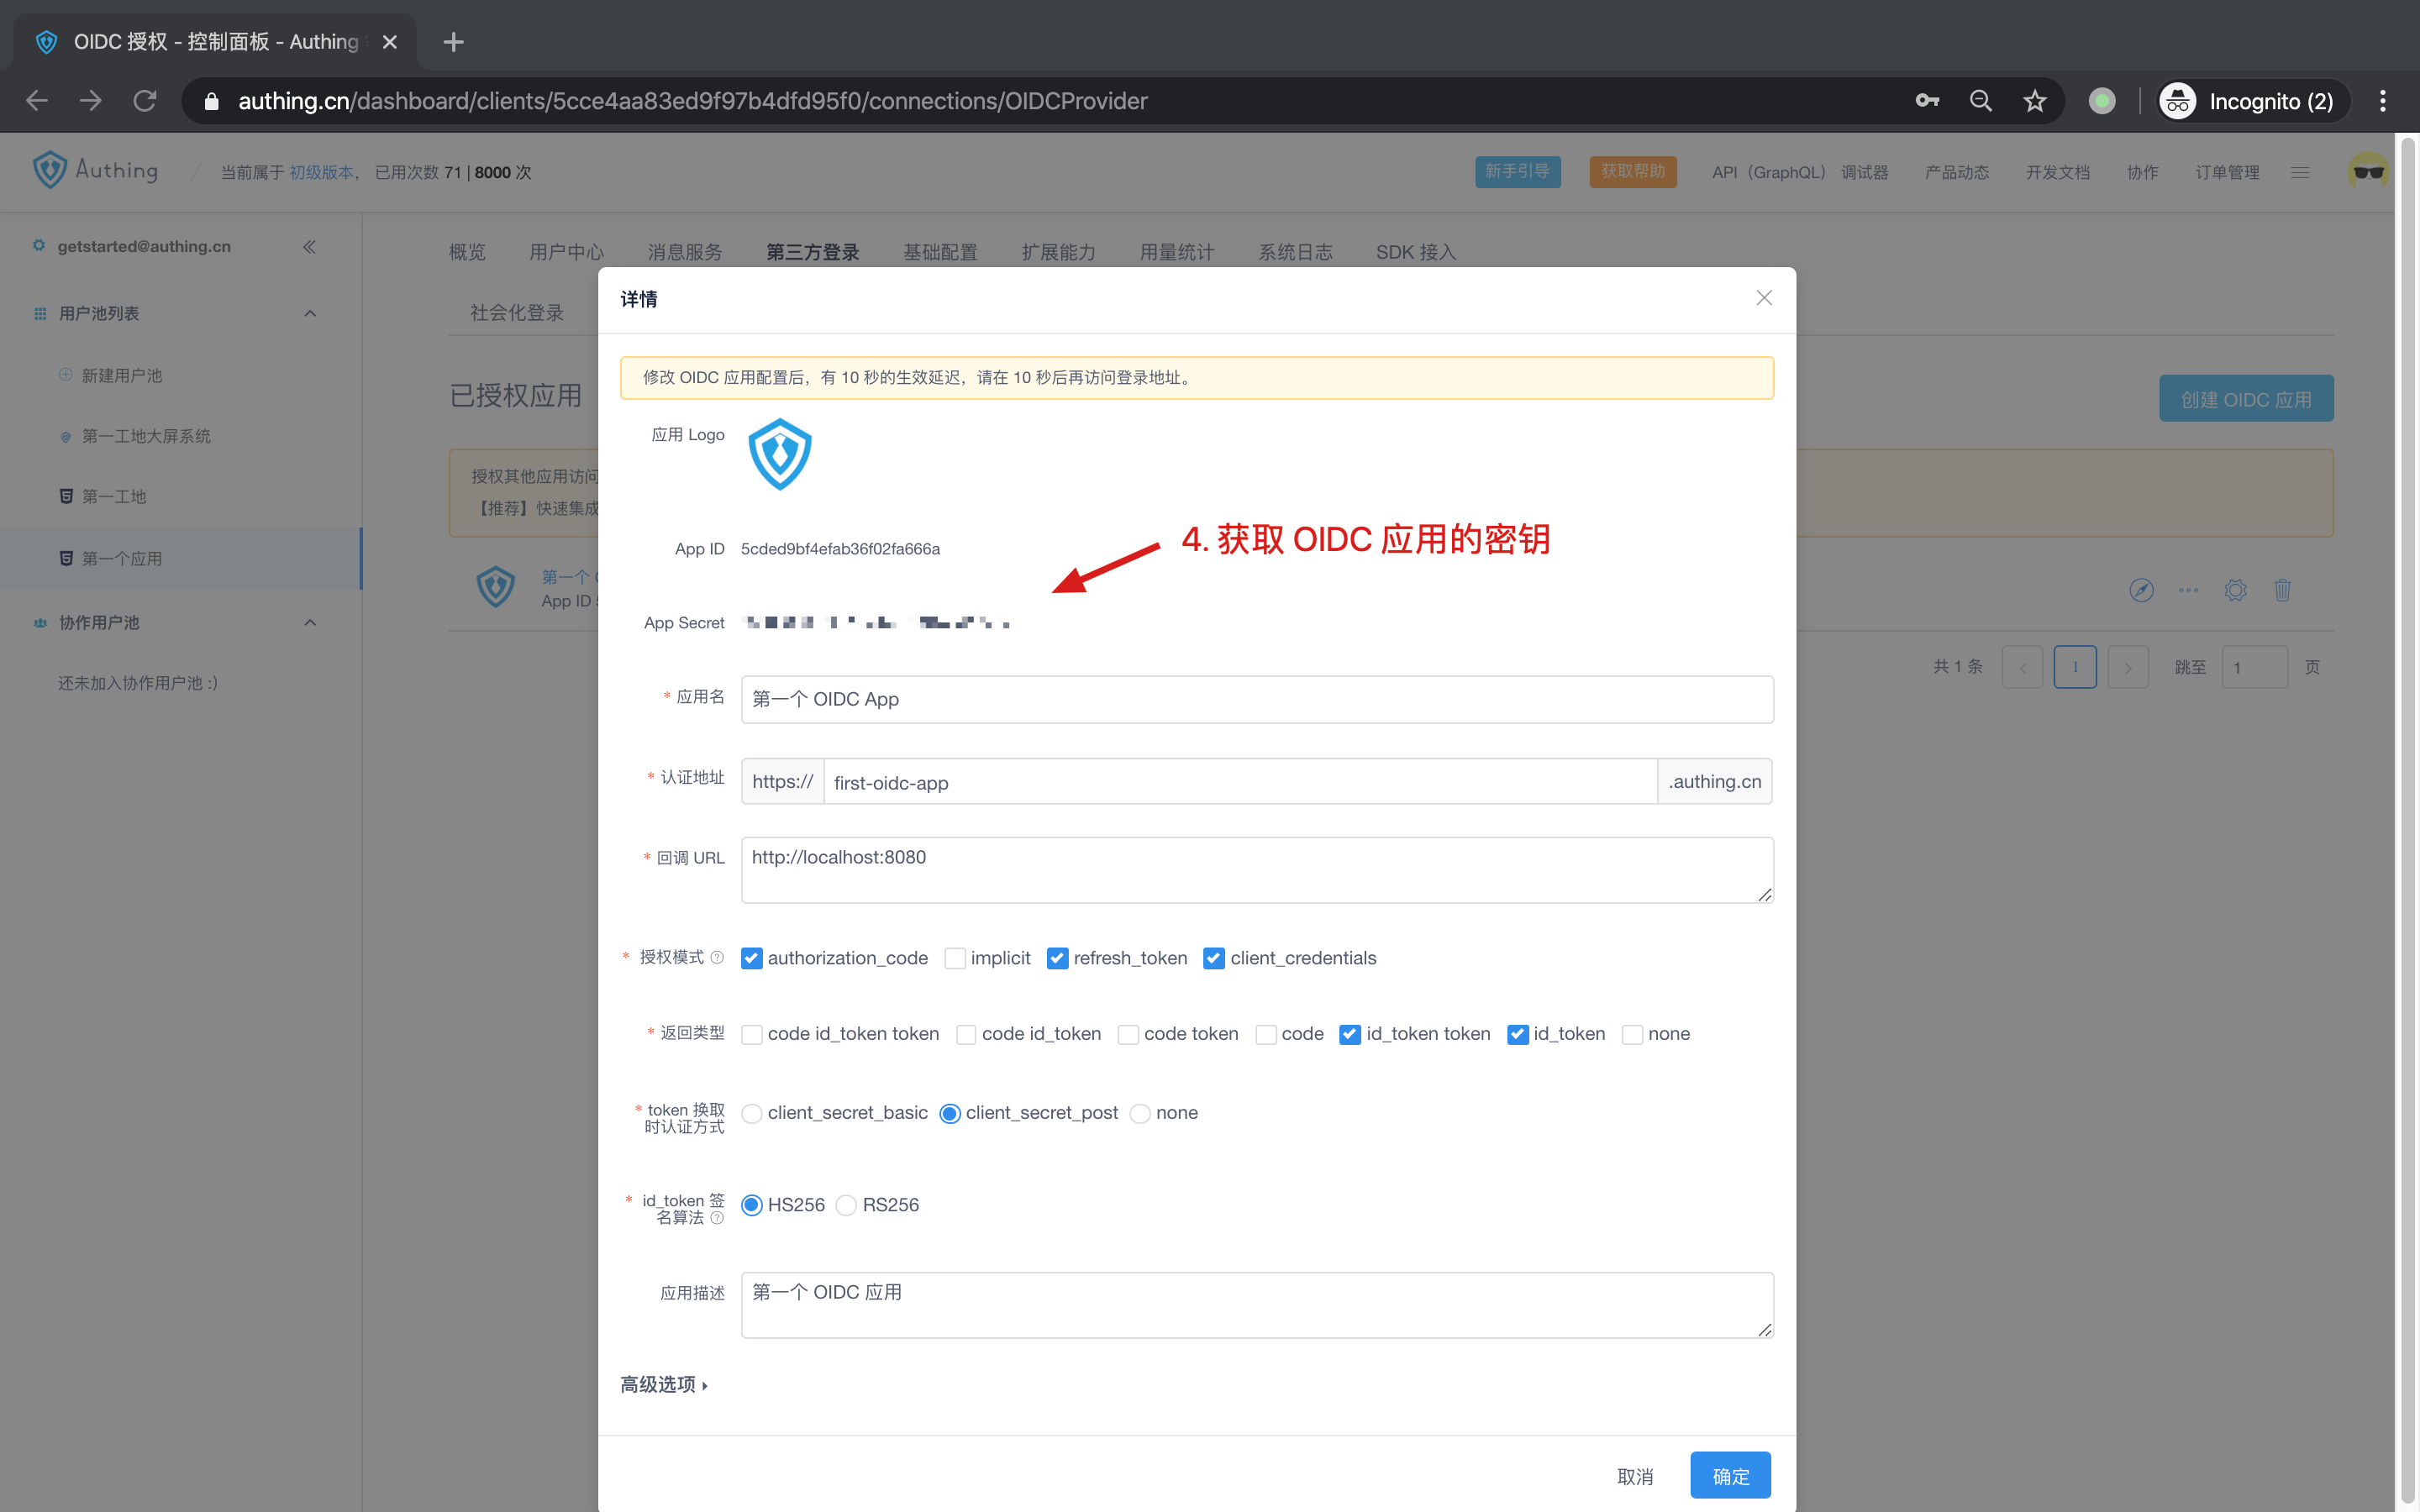 OIDC 授权 - 控制面板 - Authing
authing.cn/dashboard/clients/5cce4aa83ed9f97b4dfd95f0/connections/OIDCProvider
Incognito (2)
Authing
当前属于 初级版本， 已用次数 71 | 8000 次
新手引导
获取帮助
API（GraphQL） 调试器
产品动态
开发文档
协作
订单管理
getstarted@authing.cn
概览
用户中心
消息服务
第三方登录
基础配置
扩展能力
用量统计
系统日志
SDK 接入
用户池列表
新建用户池
第一工地大屏系统
第一工地
第一个应用
协作用户池
还未加入协作用户池 :)
社会化登录
已授权应用
创建 OIDC 应用
授权其他应用访问
【推荐】快速集成
第一个
App ID
共 1 条
1
跳至
1
页
详情
修改 OIDC 应用配置后，有 10 秒的生效延迟，请在 10 秒后再访问登录地址。
应用 Logo
4. 获取 OIDC 应用的密钥
App ID 5cded9bf4efab36f02fa666a
App Secret
* 应用名 第一个 OIDC App
* 认证地址 https:// first-oidc-app .authing.cn
* 回调 URL http://localhost:8080
* 授权模式 authorization_code implicit refresh_token client_credentials
* 返回类型 code id_token token code id_token code token code id_token token id_token none
* token 换取
时认证方式 client_secret_basic client_secret_post none
* id_token 签
名算法 HS256 RS256
应用描述 第一个 OIDC 应用
高级选项
取消
确定